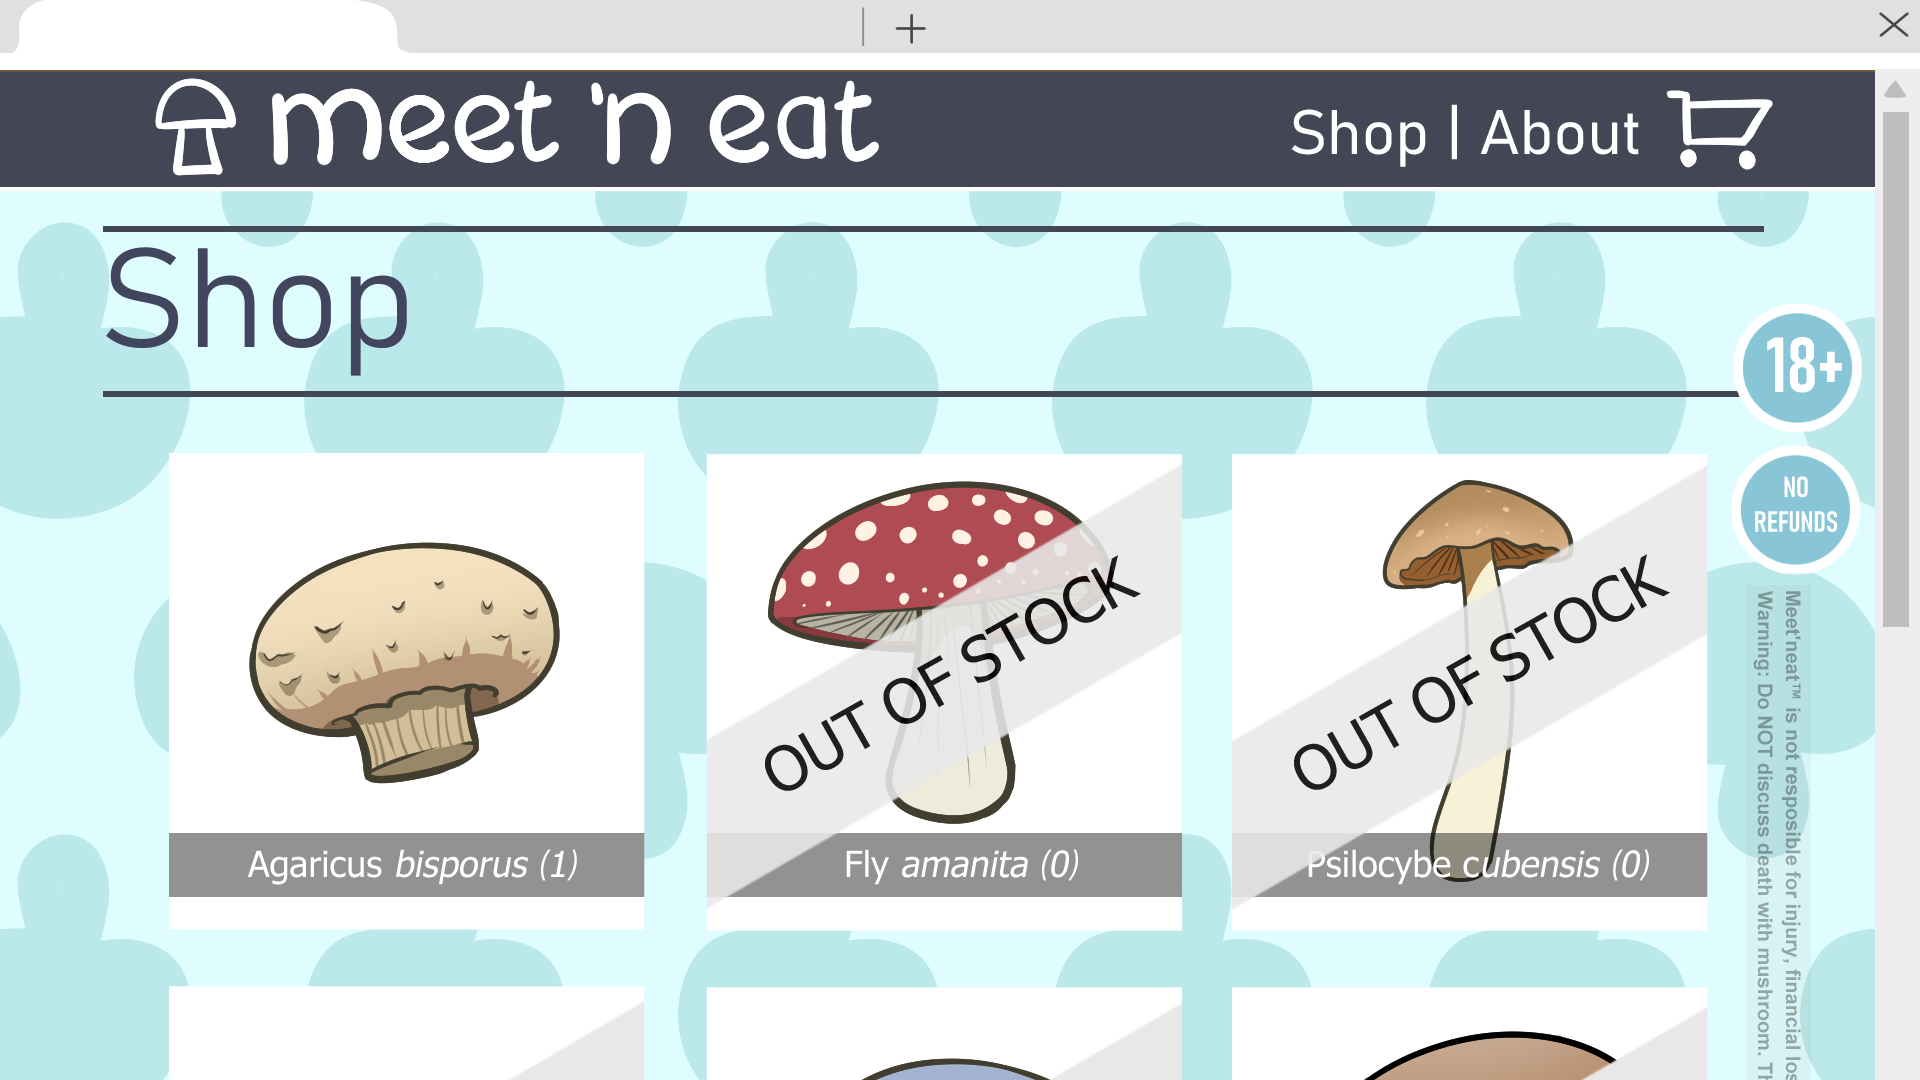 meet 'n eat
Shop | About
Shop
18+
NO
REFUNDS
OUT OF STOCK
OUT OF STOCK
Agaricus bisporus (1)
Fly amanita (0)
Psilocybe cubensis (0)
Meet'neat™ is not resposible for injury, financial los
Warning: Do NOT discuss death with mushroom. Th